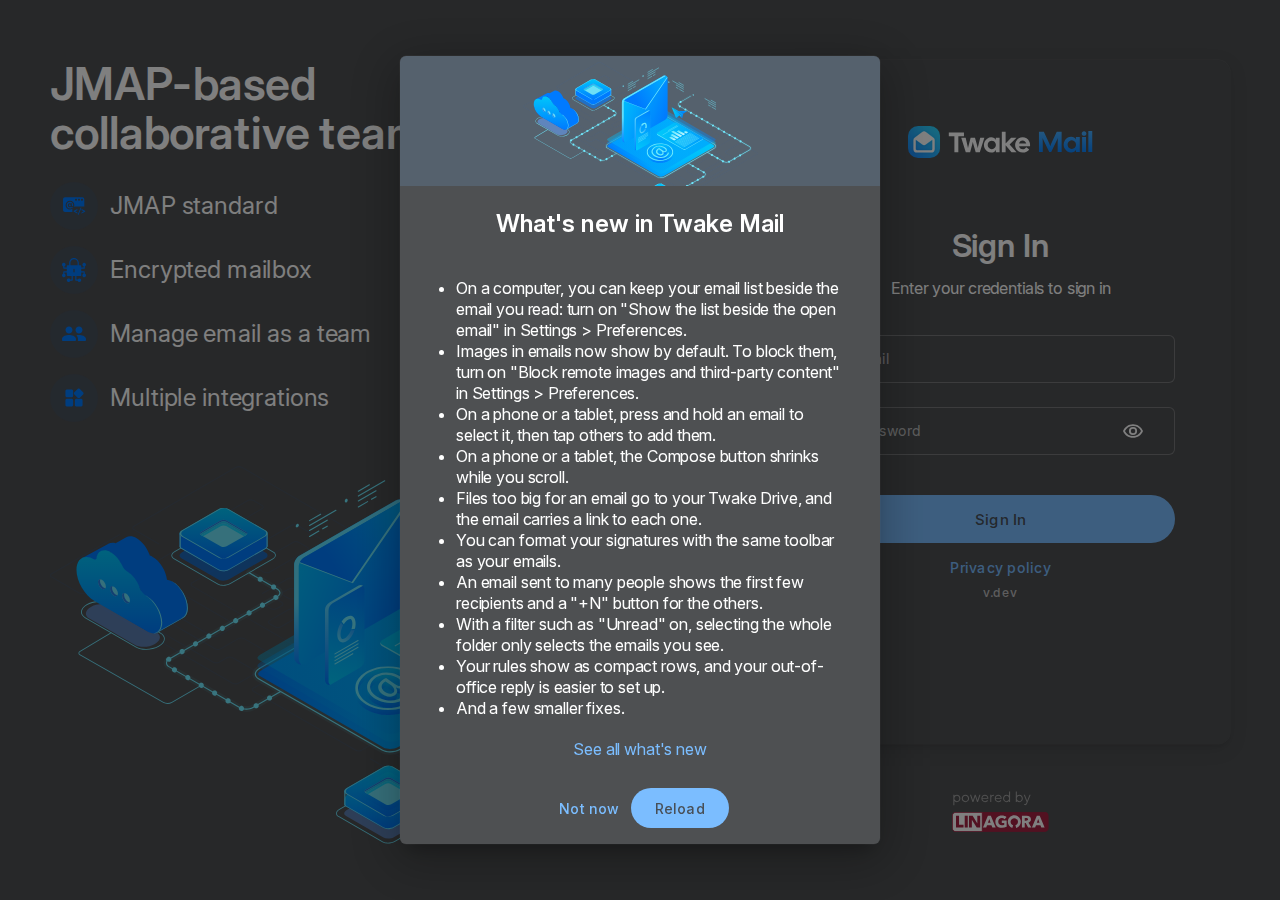 JMAP-based
collaborative tear
JMAP standard
Encrypted mailbox
Manage email as a team
Multiple integrations
What's new in Twake Mail
• On a computer, you can keep your email list beside the
email you read: turn on "Show the list beside the open
email" in Settings > Preferences.
• Images in emails now show by default. To block them,
turn on "Block remote images and third-party content"
in Settings > Preferences.
• On a phone or a tablet, press and hold an email to
select it, then tap others to add them.
• On a phone or a tablet, the Compose button shrinks
while you scroll.
• Files too big for an email go to your Twake Drive, and
the email carries a link to each one.
• You can format your signatures with the same toolbar
as your emails.
• An email sent to many people shows the first few
recipients and a "+N" button for the others.
• With a filter such as "Unread" on, selecting the whole
folder only selects the emails you see.
• Your rules show as compact rows, and your out-of-
office reply is easier to set up.
• And a few smaller fixes.
See all what's new
Not now
Reload
Twake Mail
Sign In
Enter your credentials to sign in
il
sword
Sign In
Privacy policy
v.dev
powered by
LINAGORA